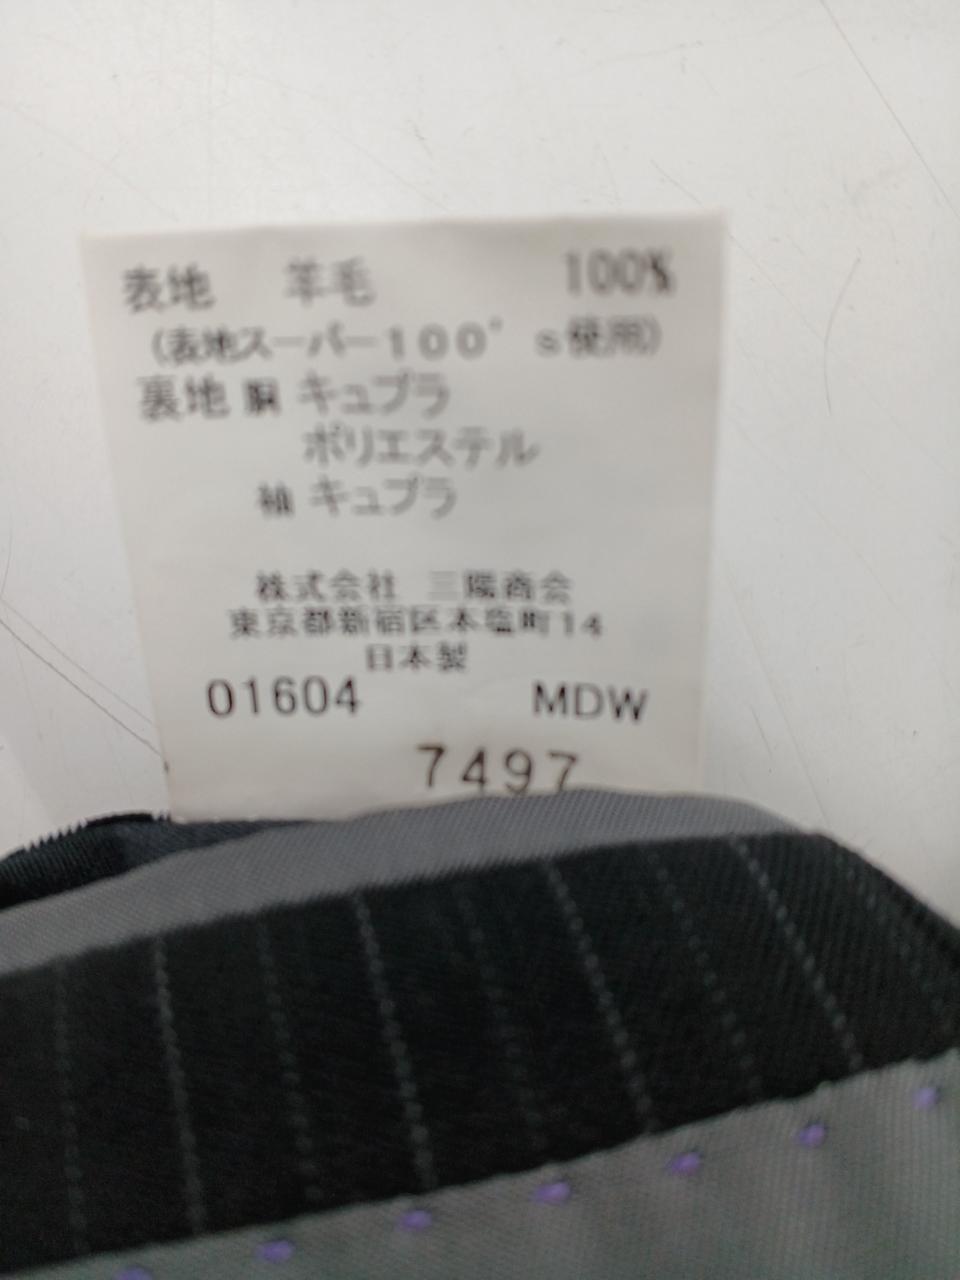 表地 羊毛 100%
(表地スーパー100's使用)
裏地 胴 キュプラ
ポリエステル
袖 キュプラ
株式会社 三陽商会
東京都新宿区本塩町14
日本製
01604 MDW
7497